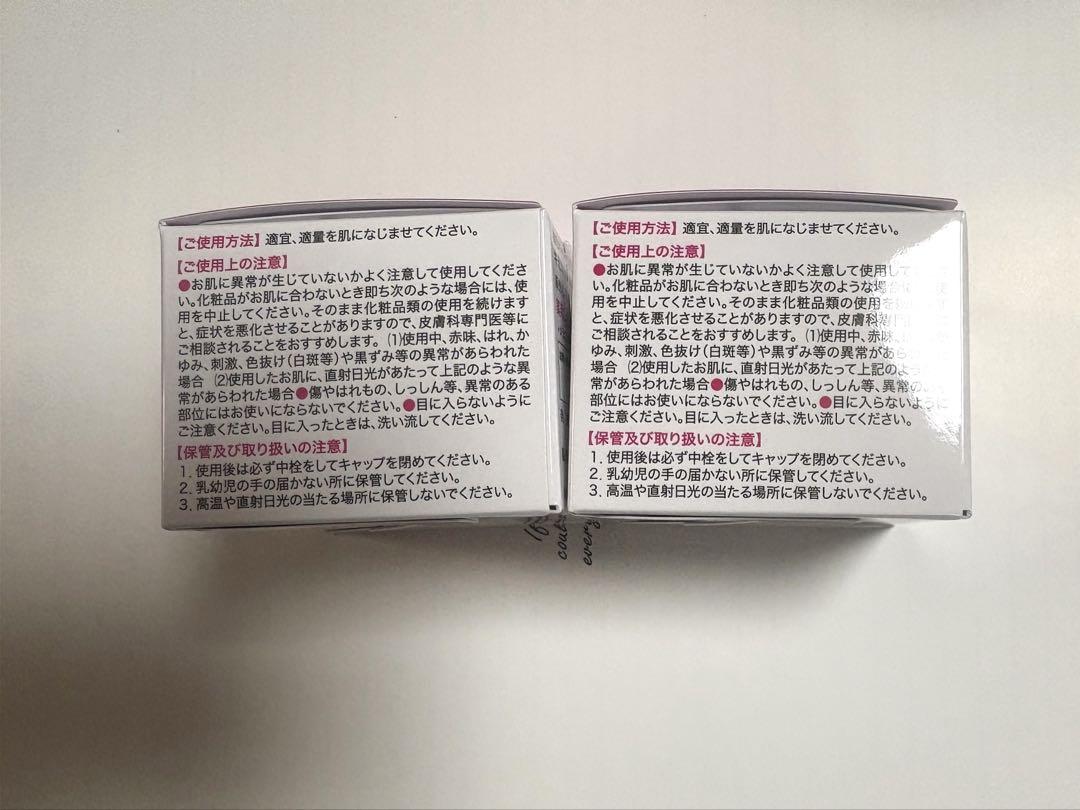 【ご使用方法】適宜、適量を肌になじませてください。
【ご使用上の注意】
●お肌に異常が生じていないかよく注意して使用してくださ
い。化粧品がお肌に合わないとき即ち次のような場合には、使
用を中止してください。そのまま化粧品類の使用を続けます
と、症状を悪化させることがありますので、皮膚科専門医等に
ご相談されることをおすすめします。(1)使用中、赤味、はれ、か
ゆみ、刺激、色抜け(白斑等)や黒ずみ等の異常があらわれた
場合 (2)使用したお肌に、直射日光があたって上記のような異
常があらわれた場合●傷やはれもの、しっしん等、異常のある
部位にはお使いにならないでください。●目に入らないように
ご注意ください。目に入ったときは、洗い流してください。
【保管及び取り扱いの注意】
1. 使用後は必ず中栓をしてキャップを閉めてください。
2. 乳幼児の手の届かない所に保管してください。
3. 高温や直射日光の当たる場所に保管しないでください。
【ご使用方法】適宜、適量を肌になじませてください。
【ご使用上の注意】
●お肌に異常が生じていないかよく注意して使用して
い。化粧品がお肌に合わないとき即ち次のような場合に
用を中止してください。そのまま化粧品類の使用を
と、症状を悪化させることがありますので、皮膚科専門
ご相談されることをおすすめします。(1)使用中、赤味、
ゆみ、刺激、色抜け(白斑等)や黒ずみ等の異常があら
場合 (2)使用したお肌に、直射日光があたって上記のよ
常があらわれた場合●傷やはれもの、しっしん等、異常の
部位にはお使いにならないでください。●目に入らないように
ご注意ください。目に入ったときは、洗い流してください。
【保管及び取り扱いの注意】
1. 使用後は必ず中栓をしてキャップを閉めてください。
2. 乳幼児の手の届かない所に保管してください。
3. 高温や直射日光の当たる場所に保管しないでください。